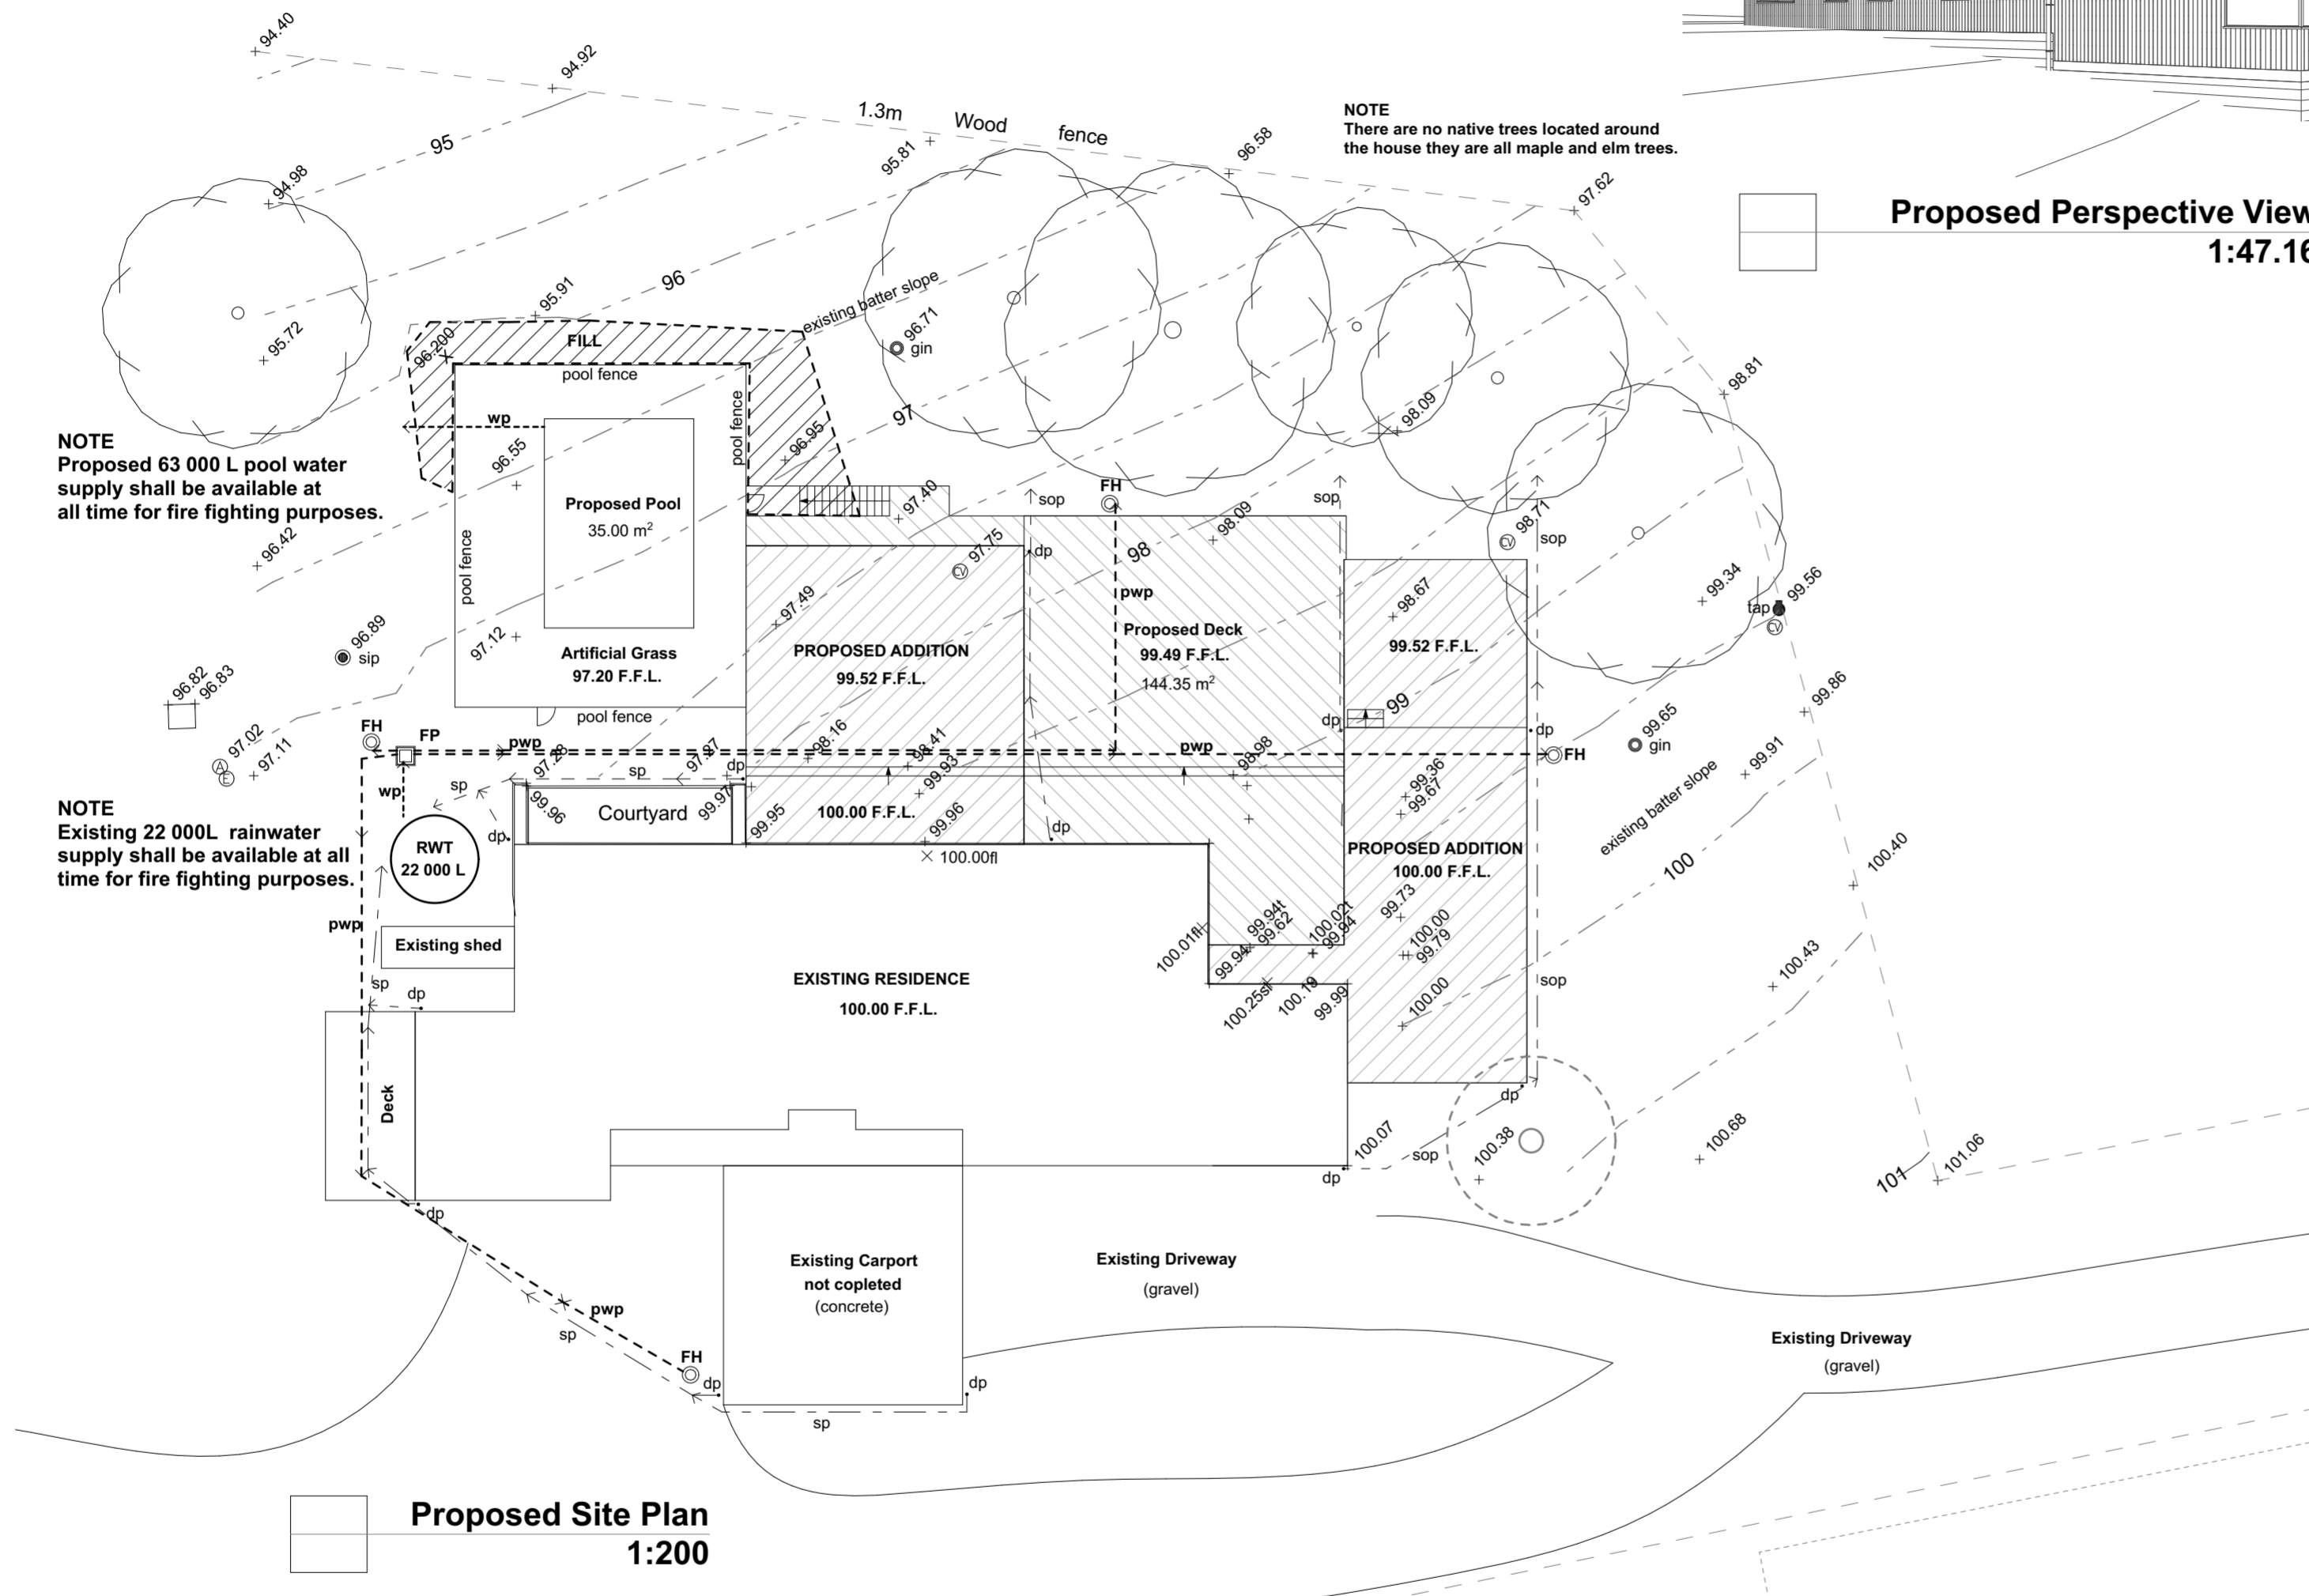 94.40
94.92
1.3m Wood fence
95
94.98
95.81
96.58
NOTE
There are no native trees located around
the house they are all maple and elm trees.
97.62
Proposed Perspective View
96
existing batter slope
95.91
95.72
96.200
FILL
pool fence
96.71
gin
98.81
97
98.09
pool fence
96.95
wp
96.55
NOTE
Proposed 63 000 L pool water
supply shall be available at
all time for fire fighting purposes.
Proposed Pool
35.00 m²
pool fence
97.40
sop
FH
sop
98.09
98.71
sop
96.42
97.75
CV
dp
98
CV
pwp
97.49
98.67
99.34
99.56
tap
CV
96.89
sip
97.12
Artificial Grass
97.20 F.F.L.
PROPOSED ADDITION
99.52 F.F.L.
Proposed Deck
99.49 F.F.L.
144.35 m²
99.52 F.F.L.
96.82
96.83
99
99.86
pool fence
dp
dp
99.65
gin
97.02
97.11
A
E
FH
FP
pwp
98.16
98.41
pwp
98.98
FH
99.91
97.28
sp
97.27
dp
99.93
99.36
99.67
existing batter slope
wp
sp
99.96
Courtyard
99.97
99.95
100.00 F.F.L.
99.96
dp
dp
NOTE
Existing 22 000L rainwater
supply shall be available at all
time for fire fighting purposes.
RWT
22 000 L
100.00fl
PROPOSED ADDITION
100.00 F.F.L.
100
100.40
pwp
Existing shed
100.01fl
99.94t
99.62
99.94
100.02t
99.94
99.73
100.00
99.79
sp
dp
EXISTING RESIDENCE
100.00 F.F.L.
100.25sl
100.19
99.99
100.00
sop
100.43
Deck
dp
100.07
dp
sop
100.38
100.68
101
101.06
dp
Existing Carport
not copleted
(concrete)
Existing Driveway
(gravel)
pwp
sp
FH
dp
dp
sp
Existing Driveway
(gravel)
Proposed Site Plan
1:200